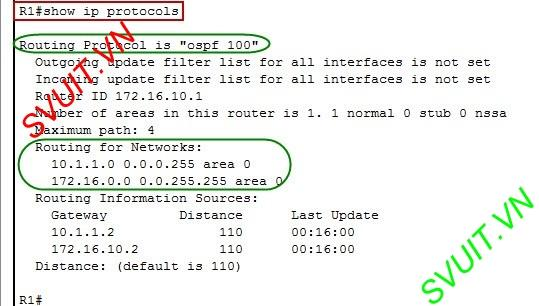 R1#show ip protocols
Routing Protocol is "ospf 100"
Outgoing update filter list for all interfaces is not set
Incoming update filter list for all interfaces is not set
Router ID 172.16.10.1
Number of areas in this router is 1. 1 normal 0 stub 0 nssa
Maximum path: 4
Routing for Networks:
10.1.1.0 0.0.0.255 area 0
172.16.0.0 0.0.255.255 area 0
Routing Information Sources:
Gateway Distance Last Update
10.1.1.2 110 00:16:00
172.16.10.2 110 00:16:00
Distance: (default is 110)
R1#
SVUIT.VN
SVUIT.VN